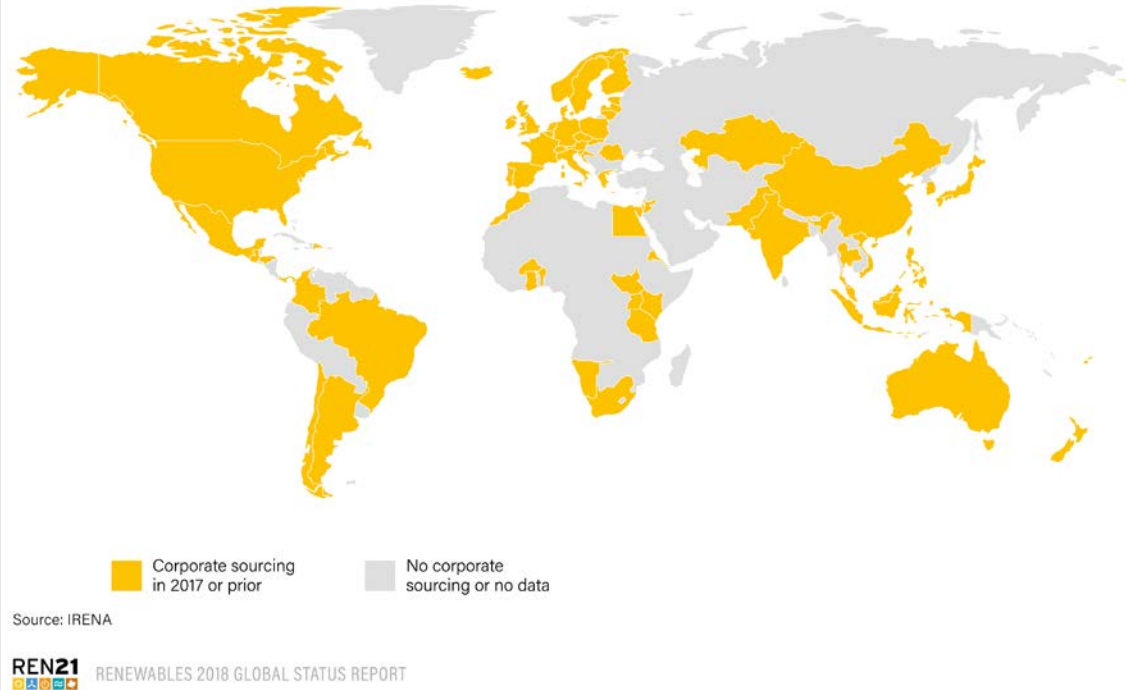 Corporate sourcing
in 2017 or prior
No corporate
sourcing or no data
Source: IRENA
REN21
RENEWABLES 2018 GLOBAL STATUS REPORT